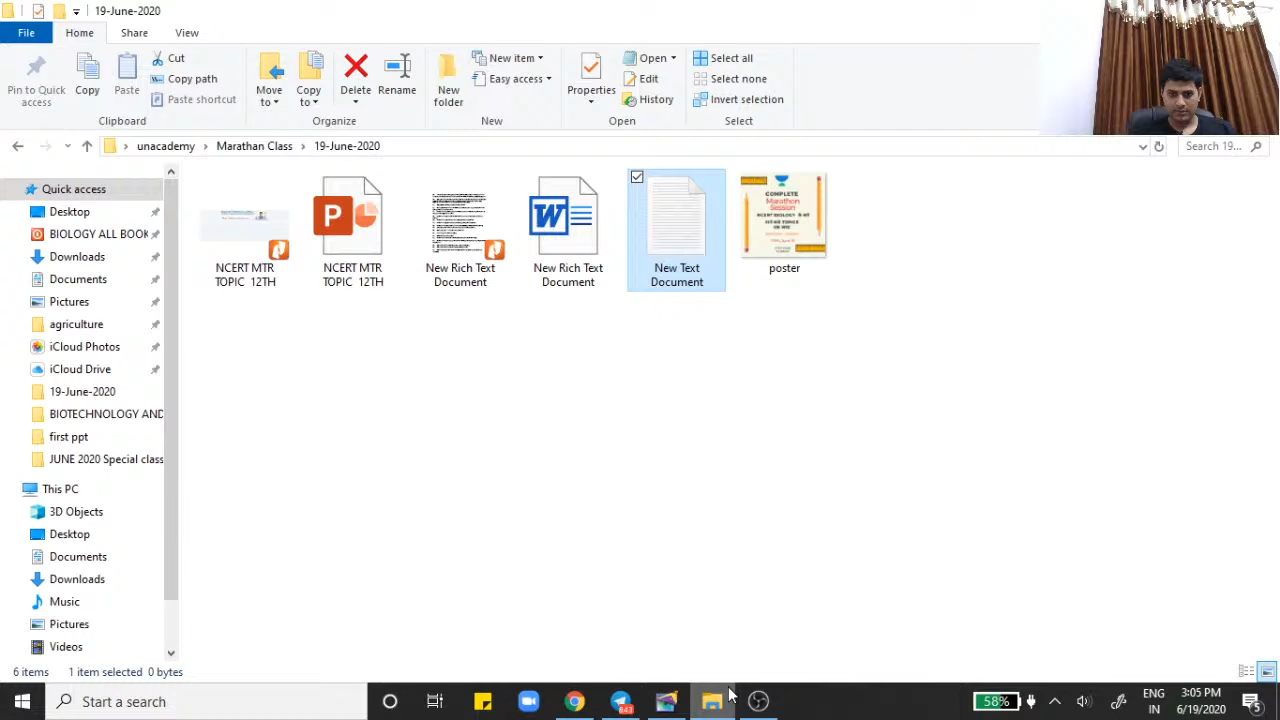 19-June-2020
File Home Share View
Pin to Quick access
Copy
Paste
Cut
Copy path
Paste shortcut
Move to
Copy to
Delete
Rename
New folder
New item
Easy access
Properties
Open
Edit
History
Select all
Select none
Invert selection
Clipboard Organize New Open Select
unacademy Marathan Class 19-June-2020
Search 19...
Quick access
Desktop
Downloads
Documents
Pictures
agriculture
iCloud Photos
iCloud Drive
19-June-2020
BIOTECHNOLOGY AND
first ppt
JUNE 2020 Special class
This PC
3D Objects
Desktop
Documents
Downloads
Music
Pictures
Videos
NCERT MTR
TOPIC 12TH
NCERT MTR
TOPIC 12TH
New Rich Text
Document
New Rich Text
Document
New Text
Document
COMPLETE
Marathon
Session
poster
6 items 1 item selected 0 bytes
Start a search
843
58%
ENG
IN
3:05 PM
6/19/2020
5